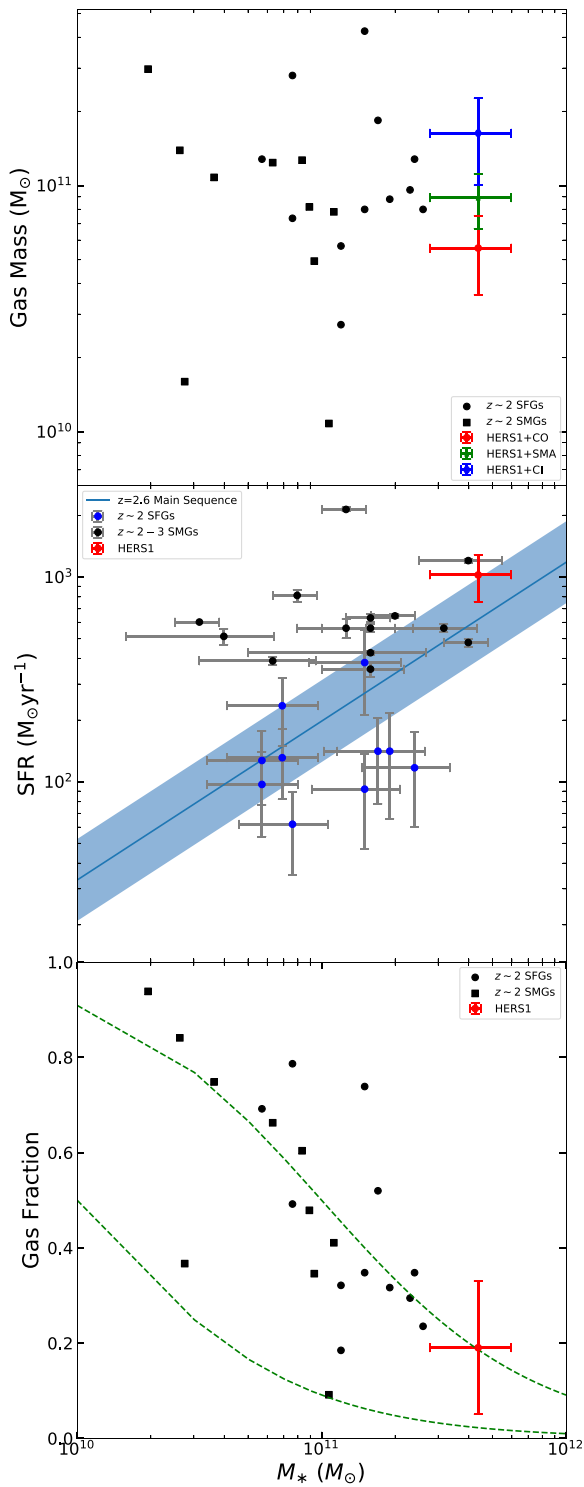 Gas Mass (M⊙)
10¹¹
10¹⁰
z ∼ 2 SFGs
z ∼ 2 SMGs
HERS1+CO
HERS1+SMA
HERS1+CI
SFR (M⊙yr⁻¹)
10³
10²
z=2.6 Main Sequence
z ∼ 2 SFGs
z ∼ 2 − 3 SMGs
HERS1
Gas Fraction
1.0
0.8
0.6
0.4
0.2
0.0
z ∼ 2 SFGs
z ∼ 2 SMGs
HERS1
10¹⁰ 10¹¹ 10¹²
M* (M⊙)